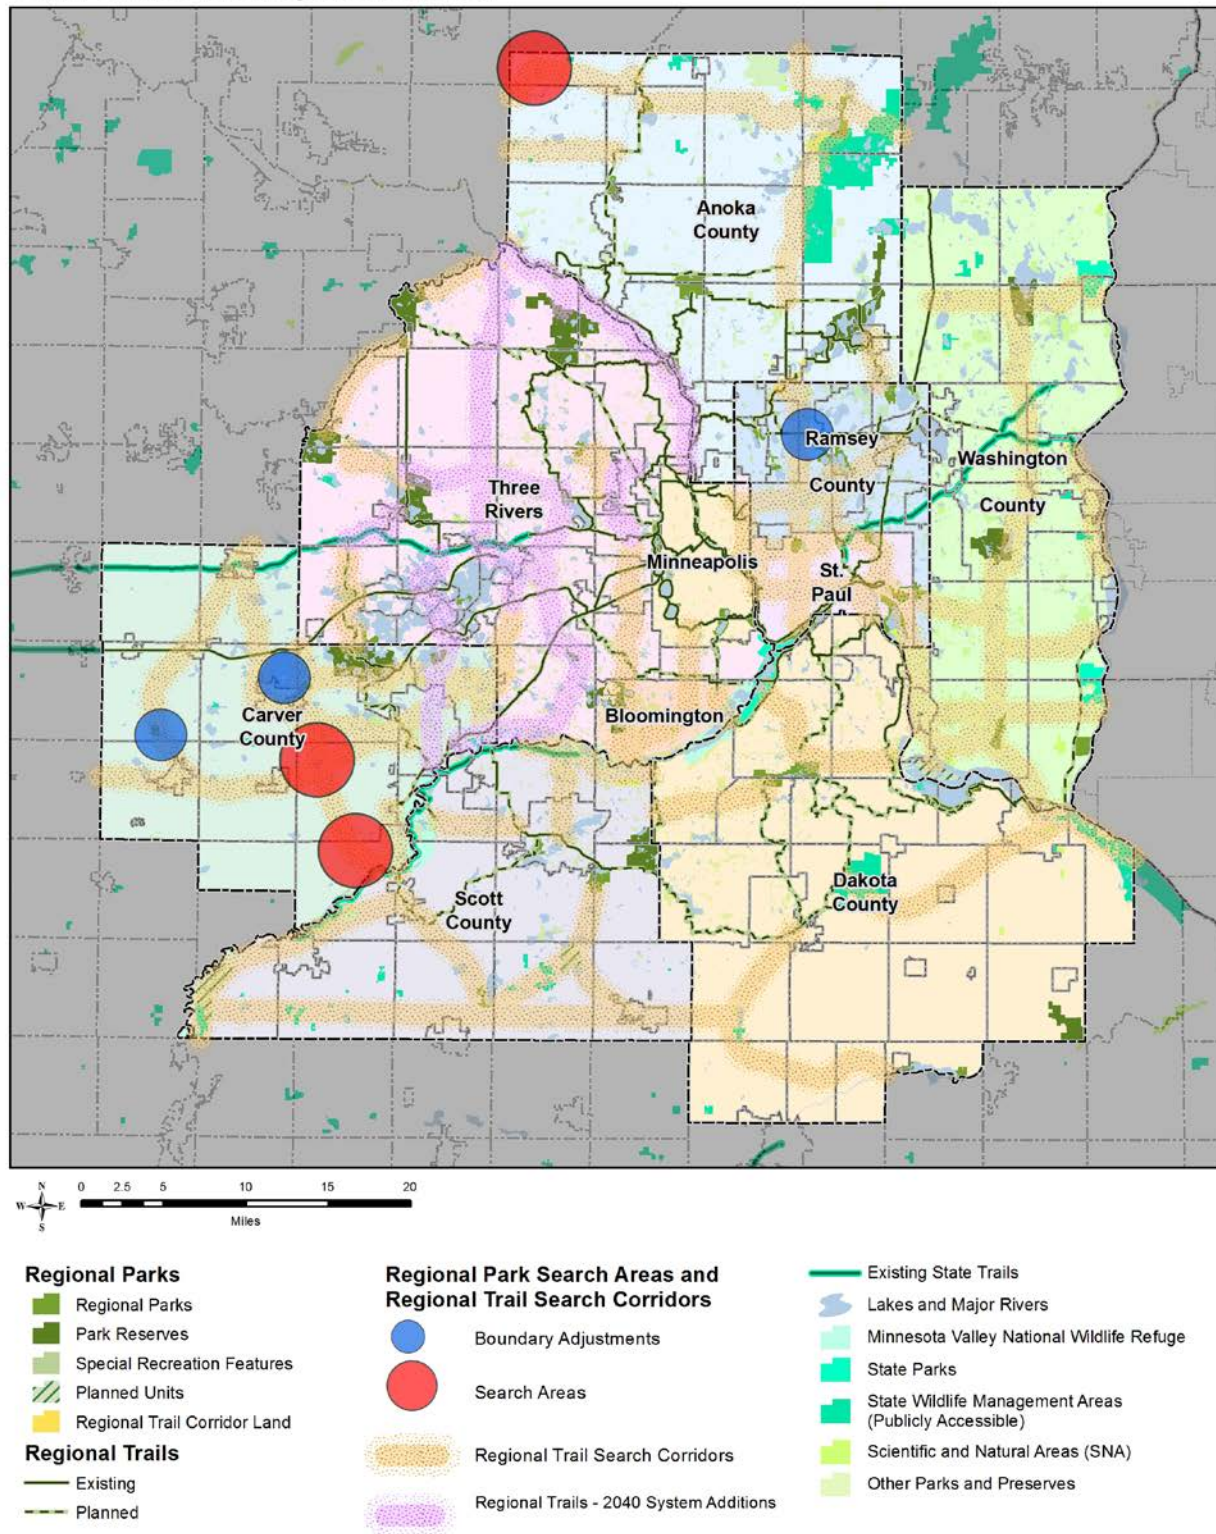 Anoka
County
Ramsey
County
Washington
County
Three
Rivers
Minneapolis
St.
Paul
Carver
County
Bloomington
Scott
County
Dakota
County
N
W
E
S
0 2.5 5 10 15 20
Miles
Regional Parks
Regional Parks
Park Reserves
Special Recreation Features
Planned Units
Regional Trail Corridor Land
Regional Trails
Existing
Planned
Regional Park Search Areas and
Regional Trail Search Corridors
Boundary Adjustments
Search Areas
Regional Trail Search Corridors
Regional Trails - 2040 System Additions
Existing State Trails
Lakes and Major Rivers
Minnesota Valley National Wildlife Refuge
State Parks
State Wildlife Management Areas
(Publicly Accessible)
Scientific and Natural Areas (SNA)
Other Parks and Preserves